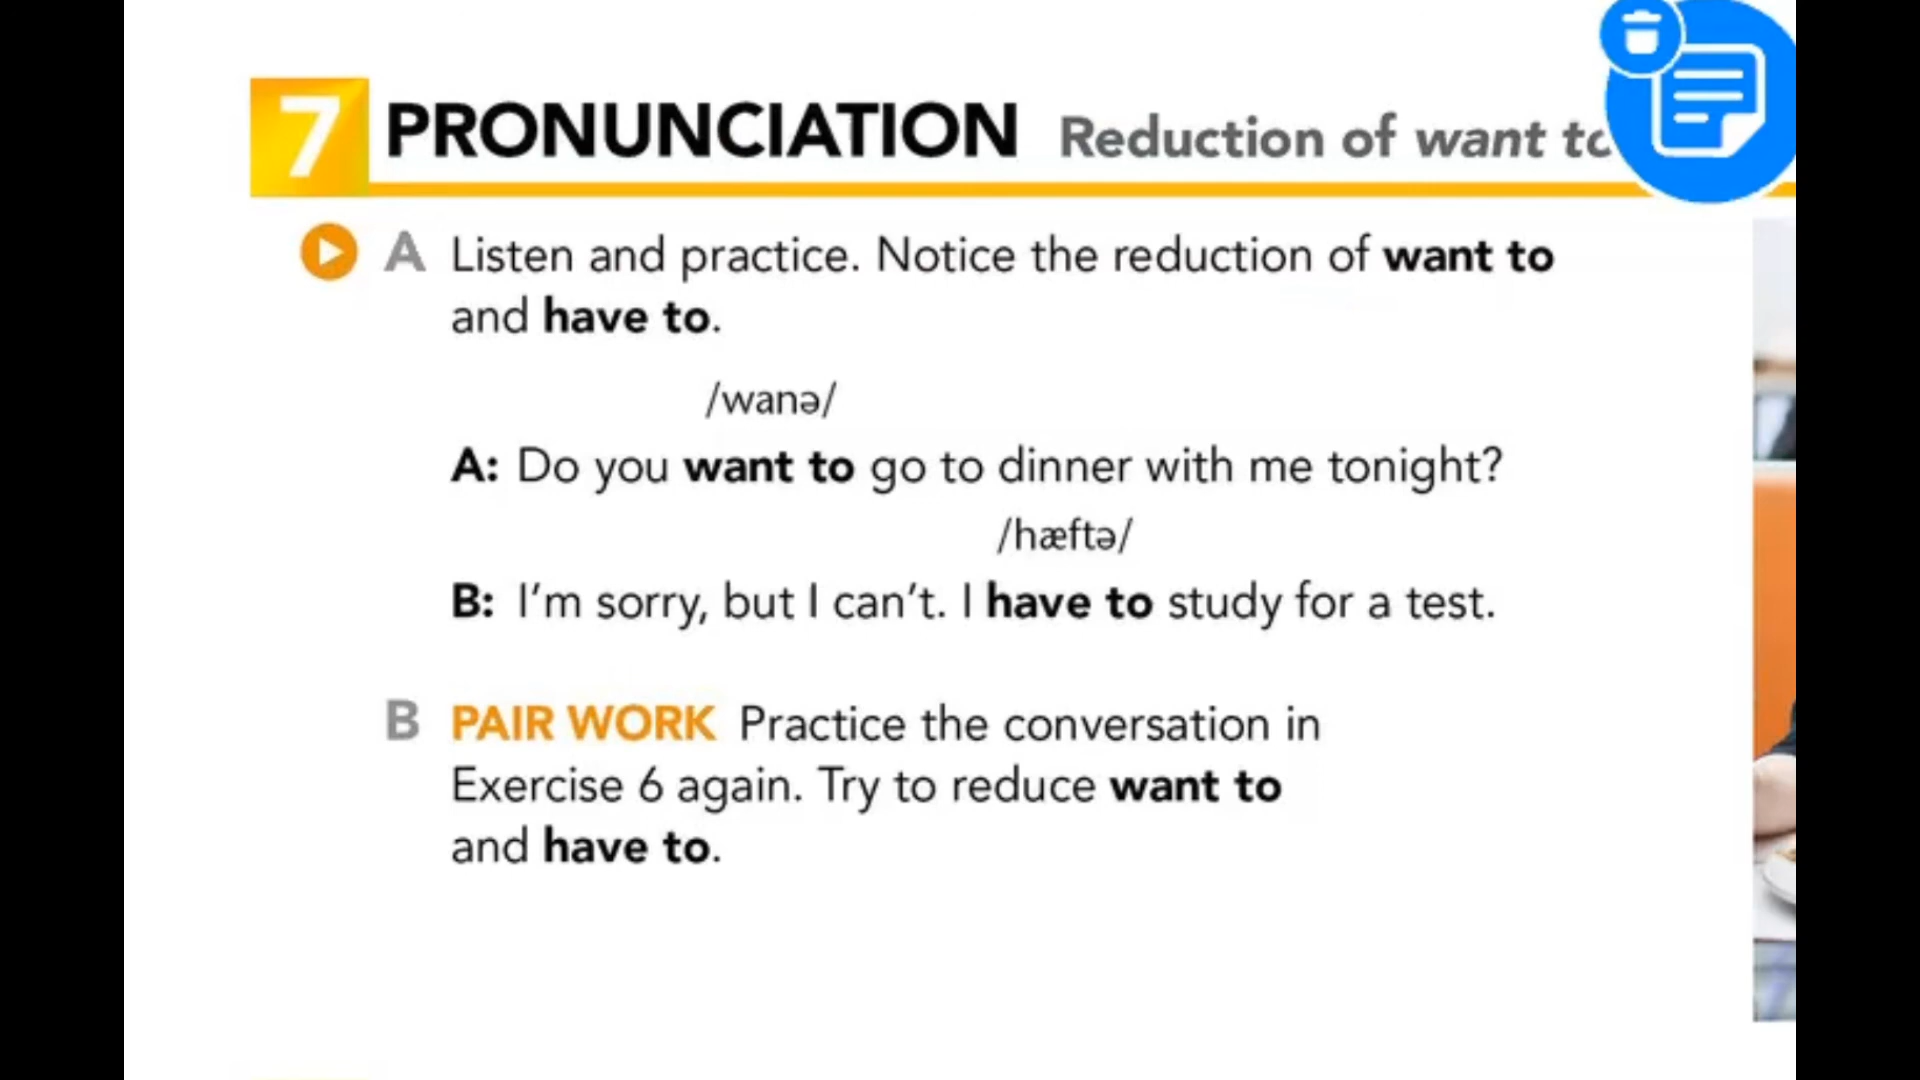 7 PRONUNCIATION Reduction of want to
A Listen and practice. Notice the reduction of want to
and have to.
/wanə/
A: Do you want to go to dinner with me tonight?
/hæftə/
B: I'm sorry, but I can't. I have to study for a test.
B PAIR WORK Practice the conversation in
Exercise 6 again. Try to reduce want to
and have to.